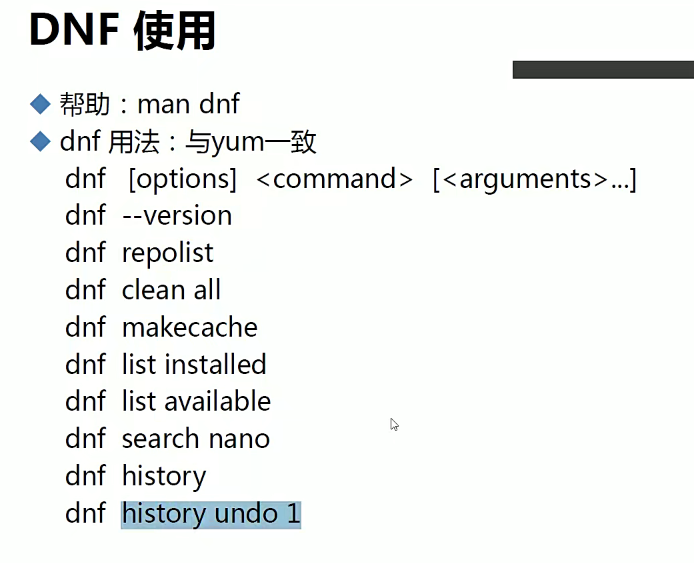 DNF 使用
帮助：man dnf
dnf 用法：与yum一致
dnf [options] <command> [<arguments>...]
dnf --version
dnf repolist
dnf clean all
dnf makecache
dnf list installed
dnf list available
dnf search nano
dnf history
dnf history undo 1